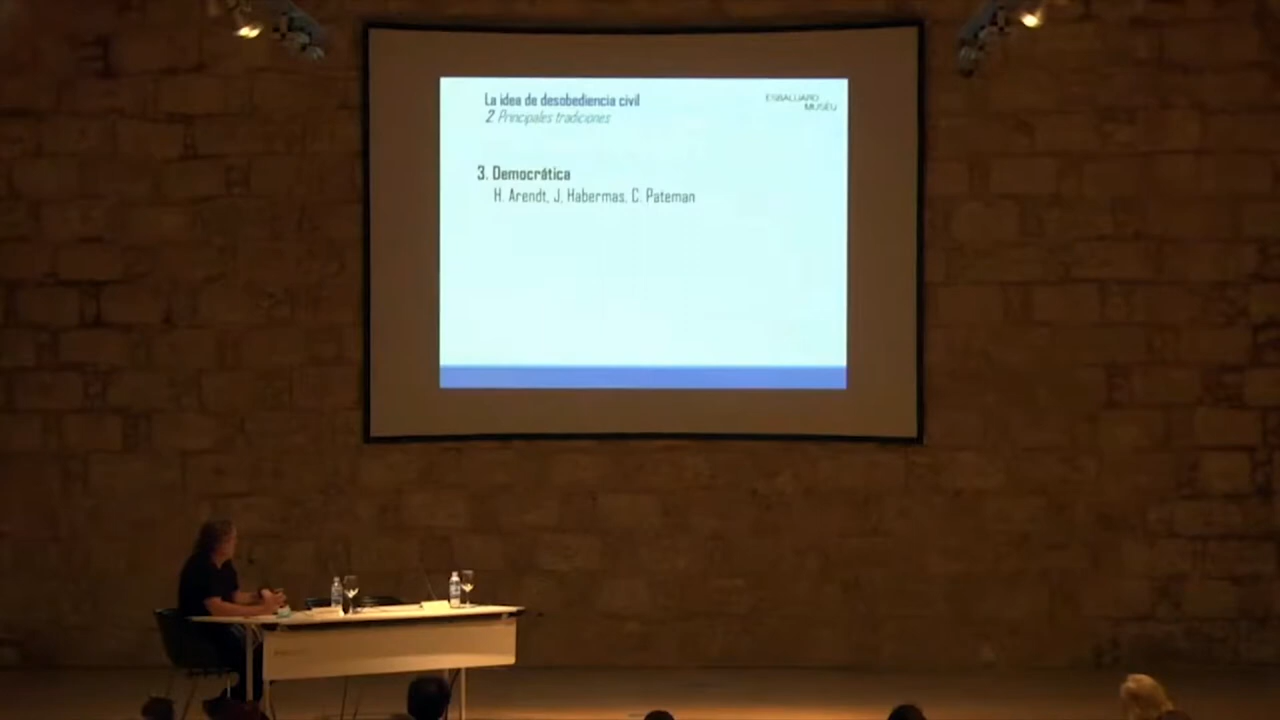 La idea de desobediencia civil
2 Principales tradiciones
ESBALUARD
MUSEU
3. Democrática
H. Arendt, J. Habermas, C. Pateman